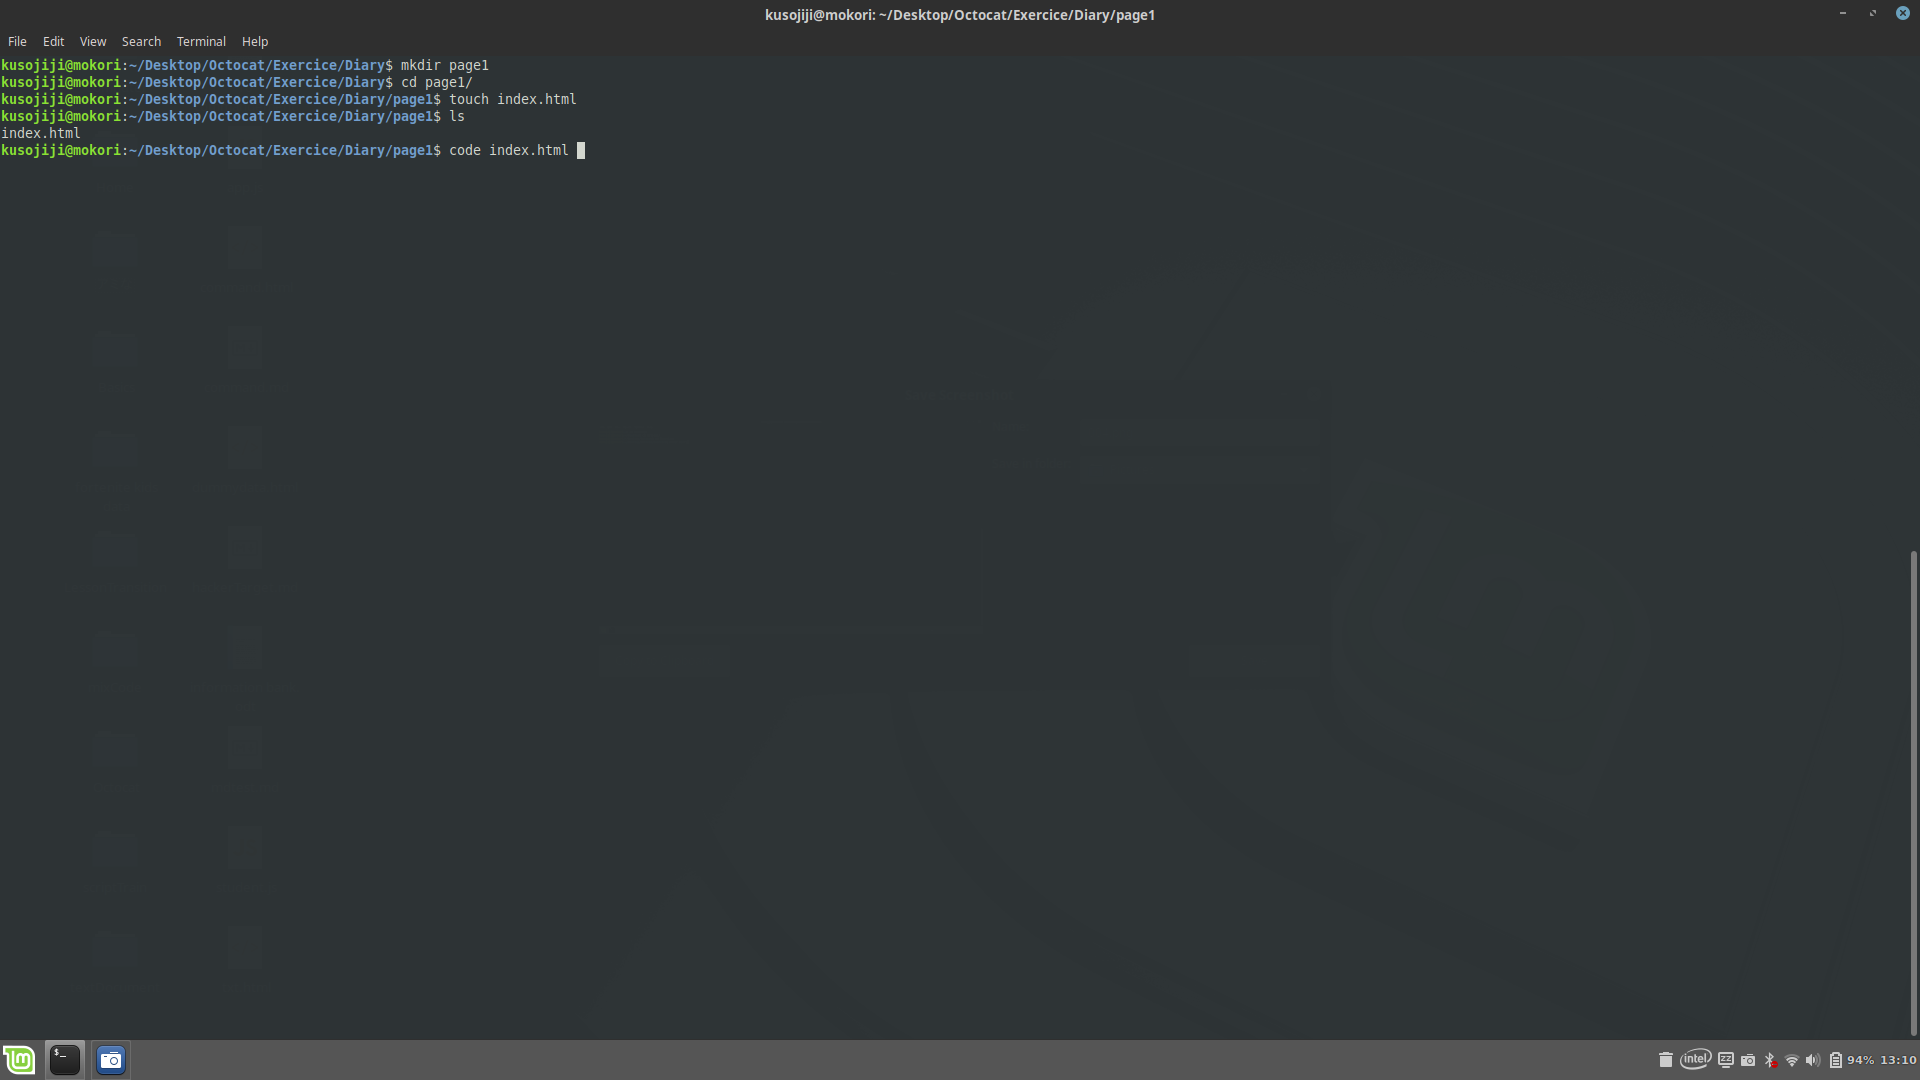 kusojiji@mokori: ~/Desktop/Octocat/Exercice/Diary/page1
File Edit View Search Terminal Help
kusojiji@mokori:~/Desktop/Octocat/Exercice/Diary$ mkdir page1
kusojiji@mokori:~/Desktop/Octocat/Exercice/Diary$ cd page1/
kusojiji@mokori:~/Desktop/Octocat/Exercice/Diary/page1$ touch index.html
kusojiji@mokori:~/Desktop/Octocat/Exercice/Diary/page1$ ls
index.html
kusojiji@mokori:~/Desktop/Octocat/Exercice/Diary/page1$ code index.html
$_
intel
zz
94% 13:10